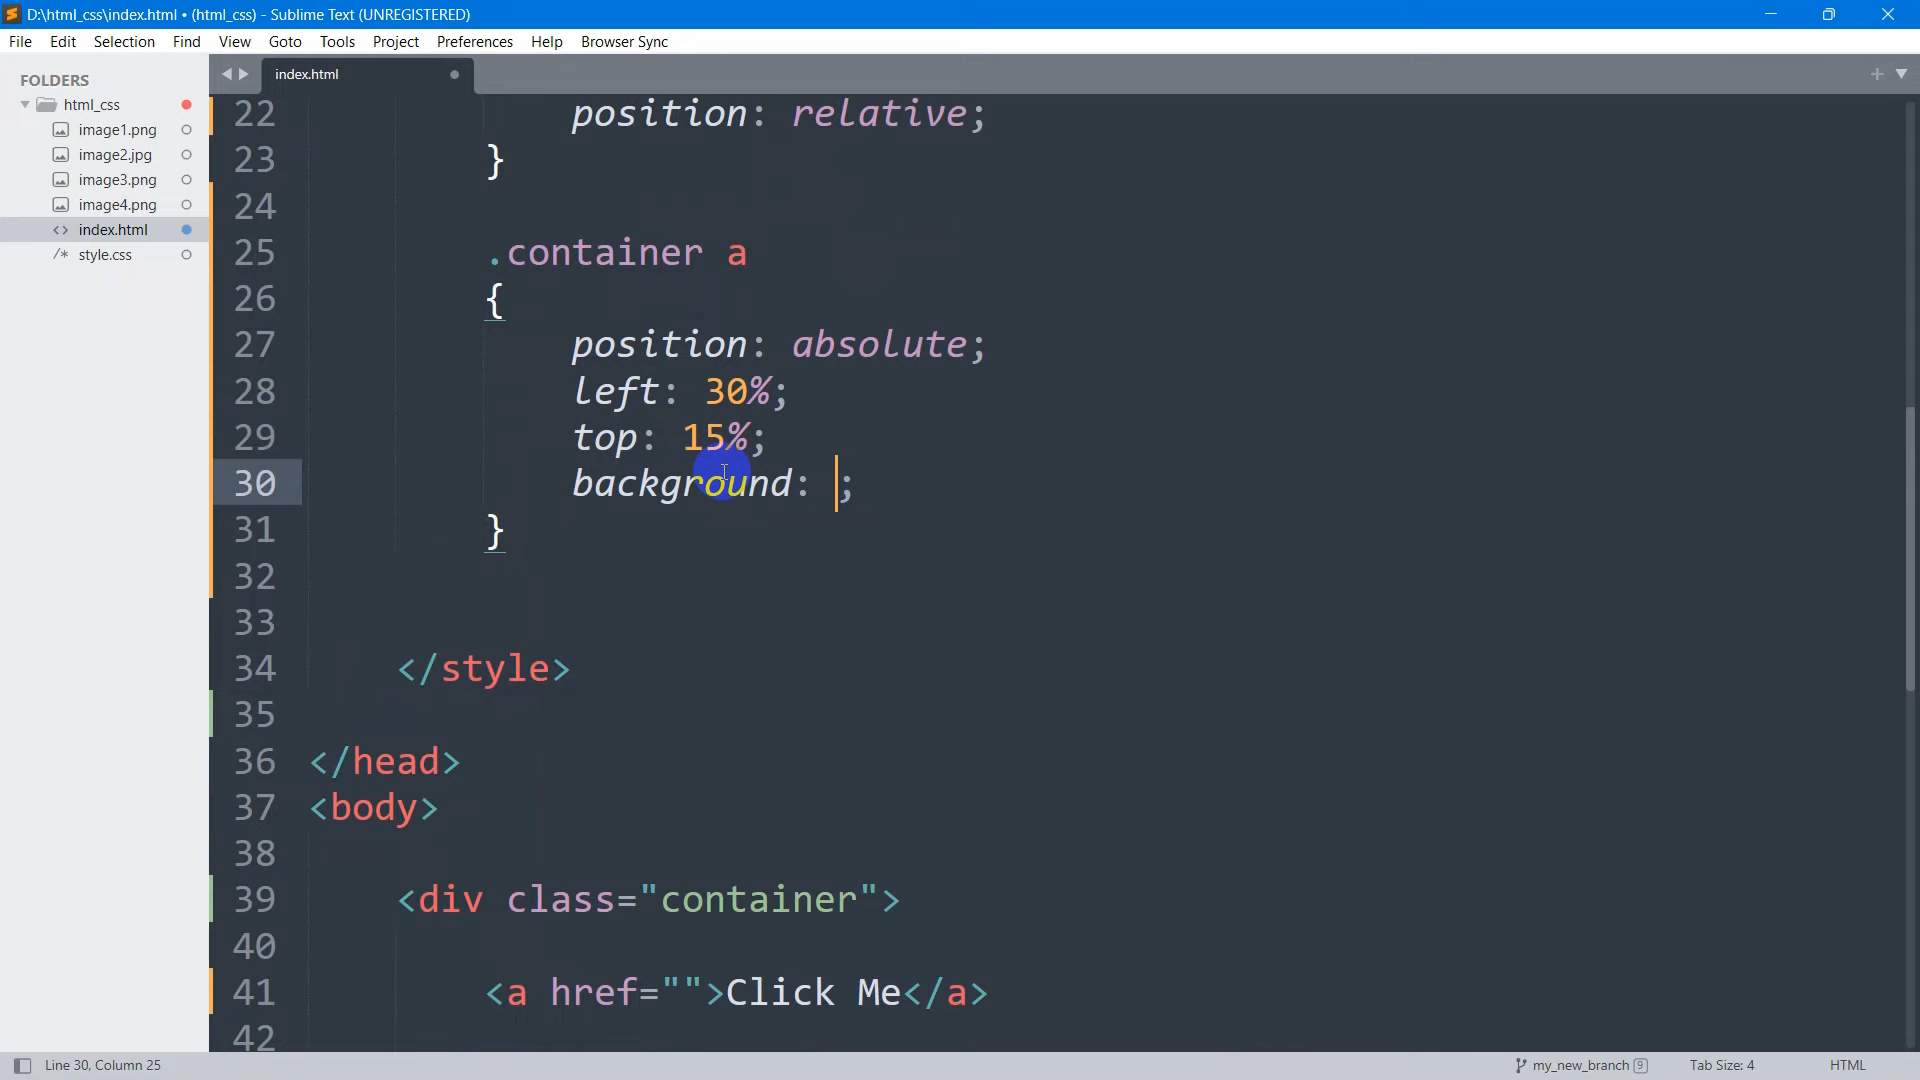 D:\html_css\index.html • (html_css) - Sublime Text (UNREGISTERED)
File Edit Selection Find View Goto Tools Project Preferences Help Browser Sync
FOLDERS
html_css
image1.png
image2.jpg
image3.png
image4.png
index.html
style.css
index.html
22 position: relative;
23 }
24
25 .container a
26 {
27 position: absolute;
28 left: 30%;
29 top: 15%;
30 background: ;
31 }
32
33
34 </style>
35
36 </head>
37 <body>
38
39 <div class="container">
40
41 <a href="">Click Me</a>
42
Line 30, Column 25
my_new_branch 9
Tab Size: 4
HTML